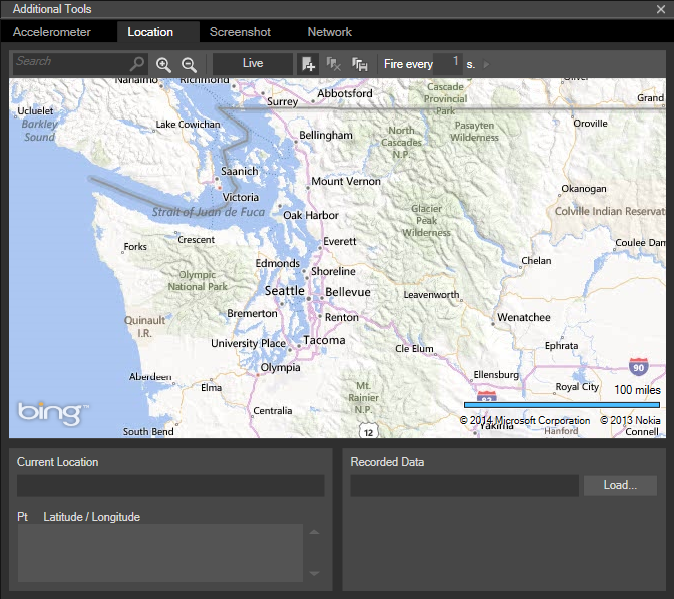 Additional Tools
Accelerometer Location Screenshot Network
Search Live Fire every 1 s.
Nanaimo Richmond Abbotsford Cascade Provincial Park Oliver
Ucluelet Surrey Grand
Barkley Sound Lake Cowichan Bellingham North Cascades N.P. Pasayten Wilderness Oroville
Saanich Mount Vernon Okanogan
Victoria
Strait of Juan de Fuca Oak Harbor Glacier Peak Wilderness Colville Indian Reservat
Forks Crescent Everett Coulee Dam
Edmonds Chelan
Olympic National Park Shoreline
Seattle Bellevue Leavenworth
Quinault I.R. Bremerton Renton Wenatchee
University Place Tacoma Cle Elum Ephrata
Olympia 90
Aberdeen Elma Mt. Rainier N.P. Ellensburg Royal City
100 miles
bing™ Centralia 82
© 2014 Microsoft Corporation © 2013 Nokia
South Bend 12 Yakima Hanford Connell
Current Location Recorded Data
Load...
Pt Latitude / Longitude